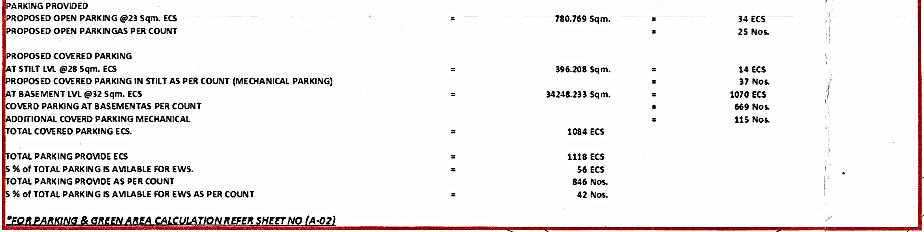 PARKING PROVIDED
PROPOSED OPEN PARKING @23 Sqm. ECS = 780.769 Sqm. = 34 ECS
PROPOSED OPEN PARKINGAS PER COUNT = 25 Nos.
PROPOSED COVERED PARKING
AT STILT LVL @28 Sqm. ECS = 396.208 Sqm. = 14 ECS
PROPOSED COVERED PARKING IN STILT AS PER COUNT (MECHANICAL PARKING) = 37 Nos.
AT BASEMENT LVL @32 Sqm. ECS = 34248.233 Sqm. = 1070 ECS
COVERD PARKING AT BASEMENTAS PER COUNT = 669 Nos.
ADDITIONAL COVERD PARKING MECHANICAL = 115 Nos.
TOTAL COVERED PARKING ECS. = 1084 ECS
TOTAL PARKING PROVIDE ECS = 1118 ECS
5 % of TOTAL PARKING IS AVILABLE FOR EWS. = 56 ECS
TOTAL PARKING PROVIDE AS PER COUNT = 846 Nos.
5 % of TOTAL PARKING IS AVILABLE FOR EWS AS PER COUNT = 42 Nos.
*FOR PARKING & GREEN AREA CALCULATION REFER SHEET NO (A-02)